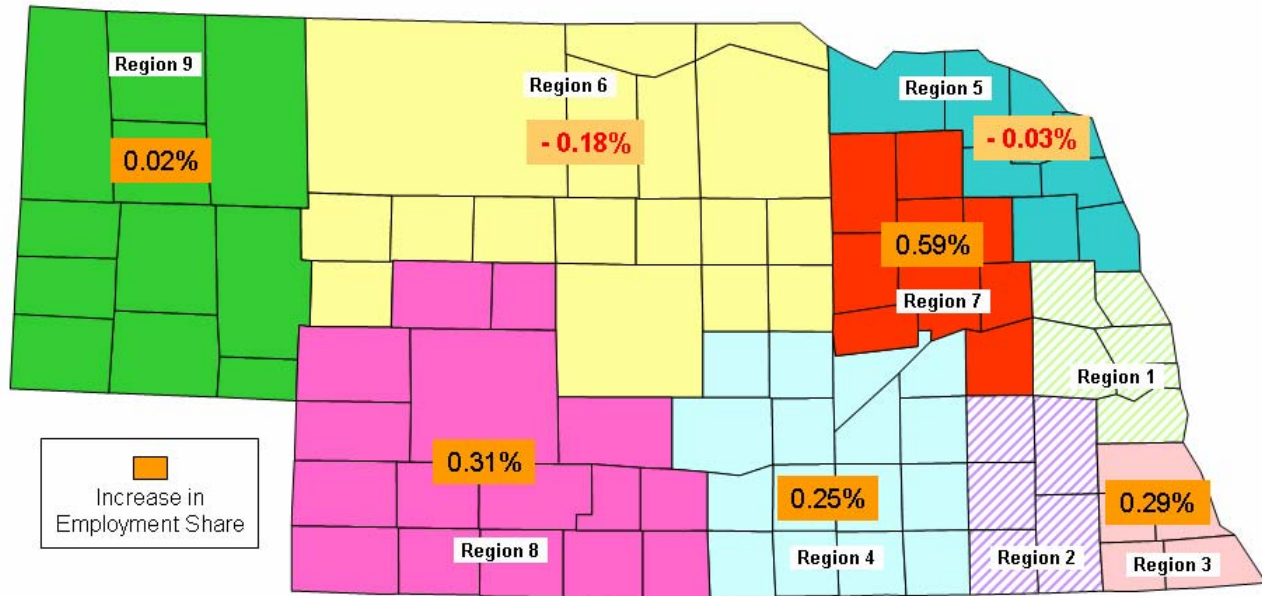 Region 9
Region 6
Region 5
0.02%
- 0.18%
- 0.03%
0.59%
Region 7
Region 1
0.31%
0.25%
0.29%
Region 8
Region 4
Region 2
Region 3
Increase in
Employment Share